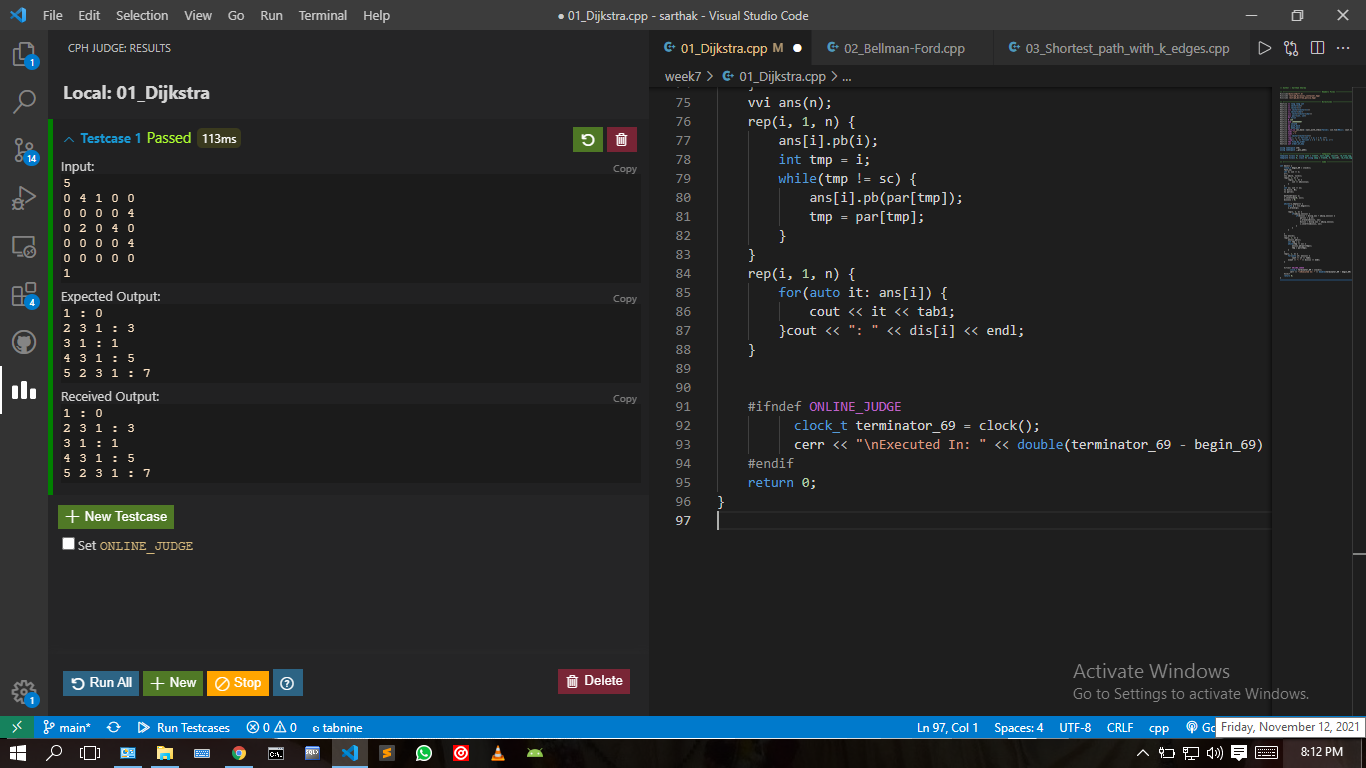 File Edit Selection View Go Run Terminal Help
● 01_Dijkstra.cpp - sarthak - Visual Studio Code
CPH JUDGE: RESULTS
Local: 01_Dijkstra
Testcase 1 Passed 113ms
Input:
Copy
5
0 4 1 0 0
0 0 0 0 4
0 2 0 4 0
0 0 0 0 4
0 0 0 0 0
1
Expected Output:
Copy
1 : 0
2 3 1 : 3
3 1 : 1
4 3 1 : 5
5 2 3 1 : 7
Received Output:
Copy
1 : 0
2 3 1 : 3
3 1 : 1
4 3 1 : 5
5 2 3 1 : 7
New Testcase
Set ONLINE_JUDGE
Run All
New
Stop
Delete
1
14
4
1
01_Dijkstra.cpp M
02_Bellman-Ford.cpp
03_Shortest_path_with_k_edges.cpp
week7 > 01_Dijkstra.cpp > ...
75 vvi ans(n);
76 rep(i, 1, n) {
77 ans[i].pb(i);
78 int tmp = i;
79 while(tmp != sc) {
80 ans[i].pb(par[tmp]);
81 tmp = par[tmp];
82 }
83 }
84 rep(i, 1, n) {
85 for(auto it: ans[i]) {
86 cout << it << tab1;
87 }cout << ": " << dis[i] << endl;
88 }
89
90
91 #ifndef ONLINE_JUDGE
92 clock_t terminator_69 = clock();
93 cerr << "\nExecuted In: " << double(terminator_69 - begin_69)
94 #endif
95 return 0;
96 }
97
Activate Windows
Go to Settings to activate Windows.
main* Run Testcases 0 0 tabnine
Ln 97, Col 1 Spaces: 4 UTF-8 CRLF cpp
Friday, November 12, 2021
8:12 PM